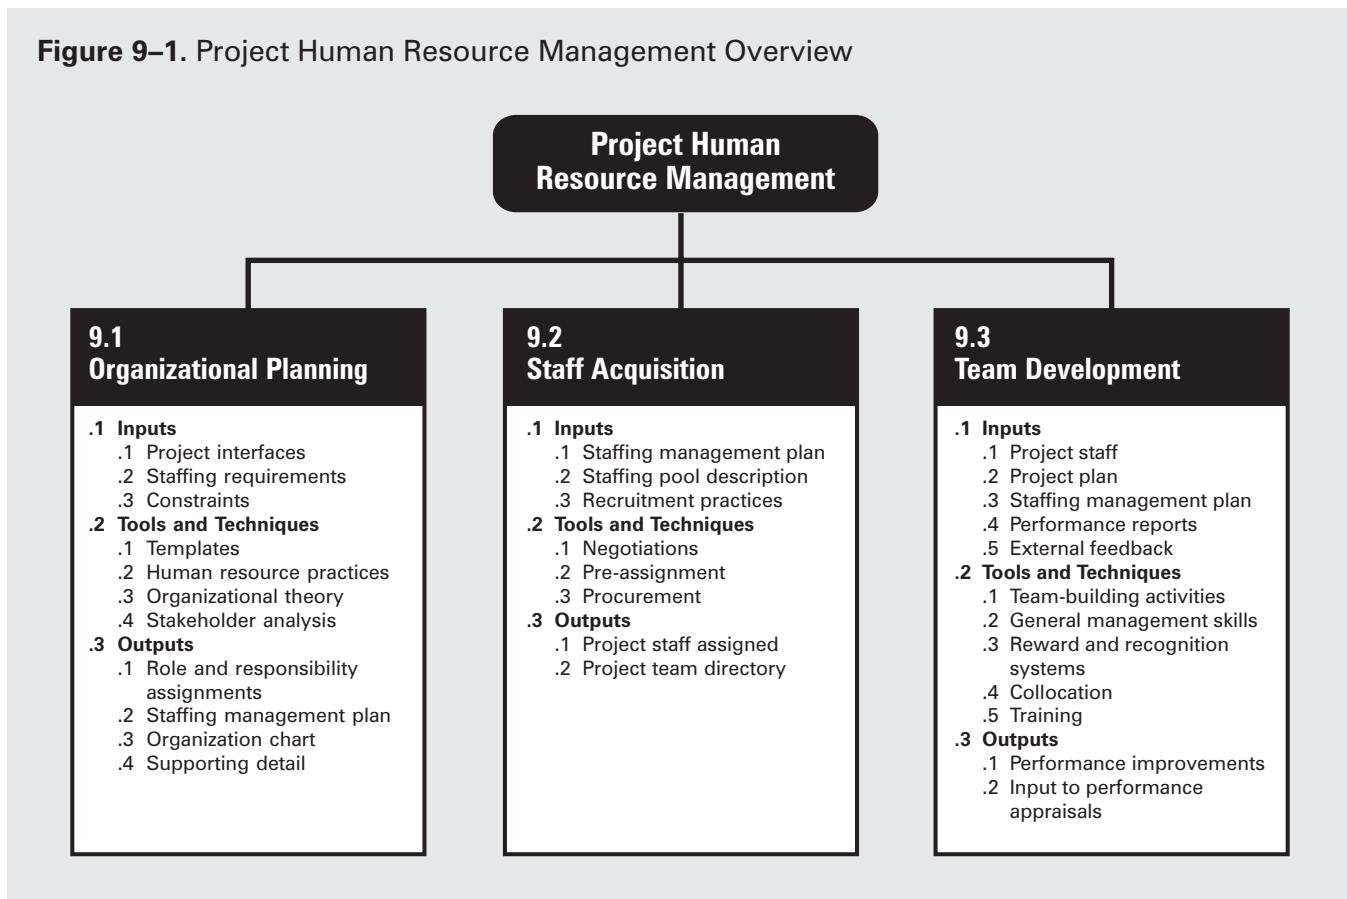 Figure 9–1. Project Human Resource Management Overview
Project Human
Resource Management
9.1
Organizational Planning
.1 Inputs
.1 Project interfaces
.2 Staffing requirements
.3 Constraints
.2 Tools and Techniques
.1 Templates
.2 Human resource practices
.3 Organizational theory
.4 Stakeholder analysis
.3 Outputs
.1 Role and responsibility
assignments
.2 Staffing management plan
.3 Organization chart
.4 Supporting detail
9.2
Staff Acquisition
.1 Inputs
.1 Staffing management plan
.2 Staffing pool description
.3 Recruitment practices
.2 Tools and Techniques
.1 Negotiations
.2 Pre-assignment
.3 Procurement
.3 Outputs
.1 Project staff assigned
.2 Project team directory
9.3
Team Development
.1 Inputs
.1 Project staff
.2 Project plan
.3 Staffing management plan
.4 Performance reports
.5 External feedback
.2 Tools and Techniques
.1 Team-building activities
.2 General management skills
.3 Reward and recognition
systems
.4 Collocation
.5 Training
.3 Outputs
.1 Performance improvements
.2 Input to performance
appraisals